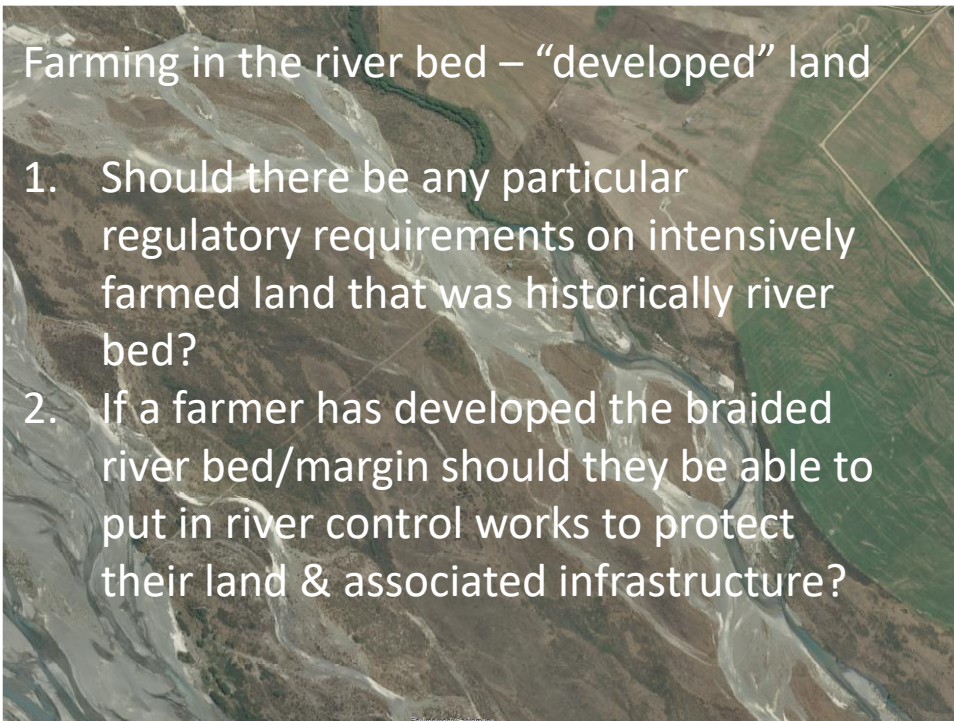 Farming in the river bed – “developed” land
1. Should there be any particular
regulatory requirements on intensively
farmed land that was historically river
bed?
2. If a farmer has developed the braided
river bed/margin should they be able to
put in river control works to protect
their land & associated infrastructure?